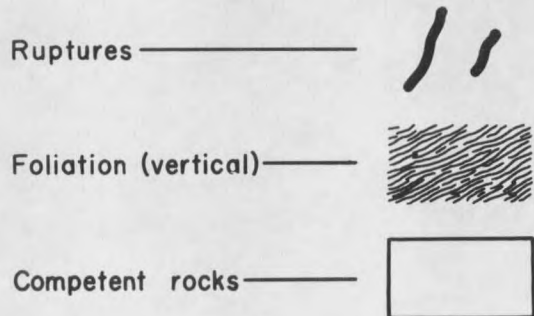 Ruptures
Foliation (vertical)
Competent rocks